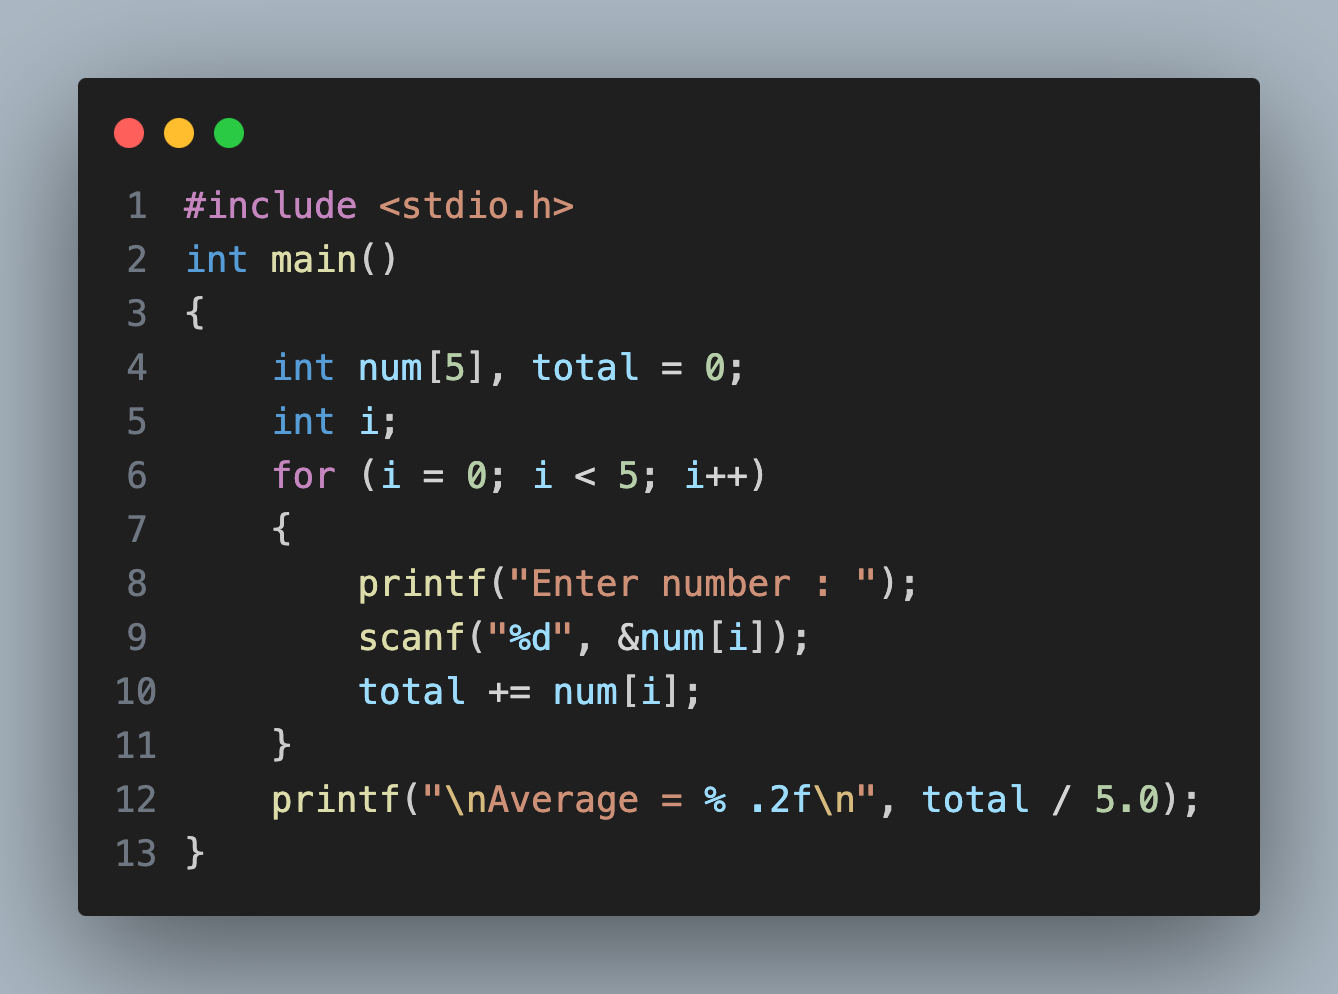 1 #include <stdio.h>
2 int main()
3 {
4     int num[5], total = 0;
5     int i;
6     for (i = 0; i < 5; i++)
7     {
8         printf("Enter number : ");
9         scanf("%d", &num[i]);
10         total += num[i];
11     }
12     printf("\nAverage = % .2f\n", total / 5.0);
13 }